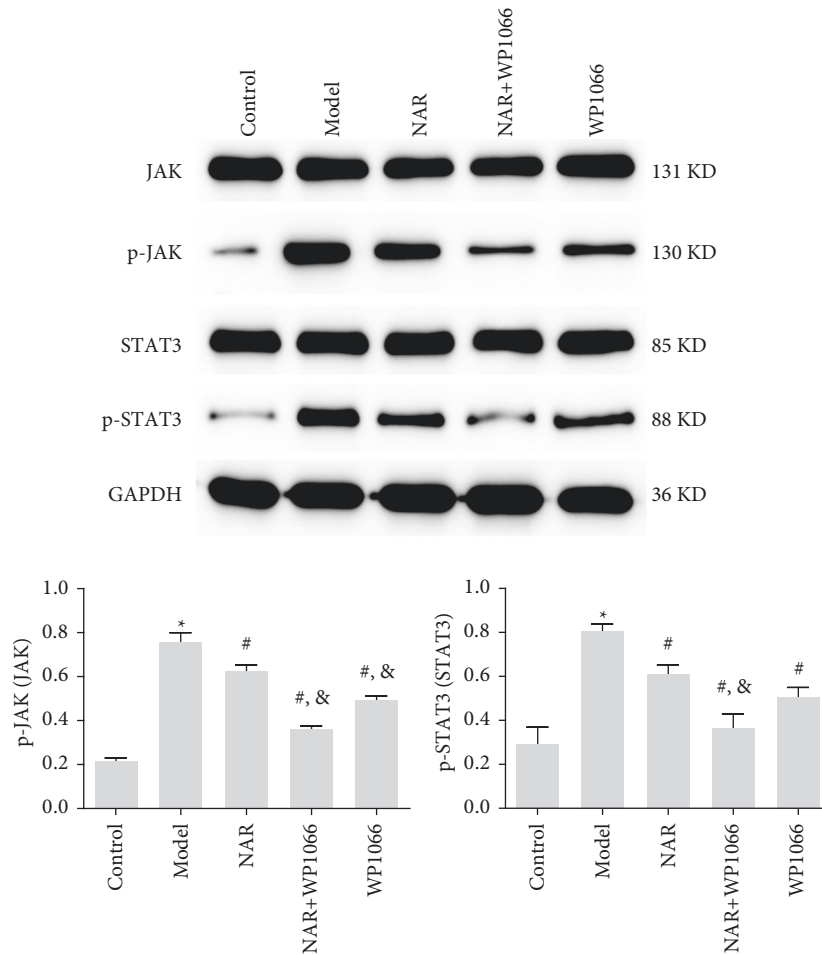 Control
Model
NAR
NAR+WP1066
WP1066
JAK
131 KD
p-JAK
130 KD
STAT3
85 KD
p-STAT3
88 KD
GAPDH
36 KD
p-JAK (JAK)
1.0
0.8
0.6
0.4
0.2
0.0
*
#
#, &
#, &
Control
Model
NAR
NAR+WP1066
WP1066
p-STAT3 (STAT3)
1.0
0.8
0.6
0.4
0.2
0.0
*
#
#, &
#
Control
Model
NAR
NAR+WP1066
WP1066